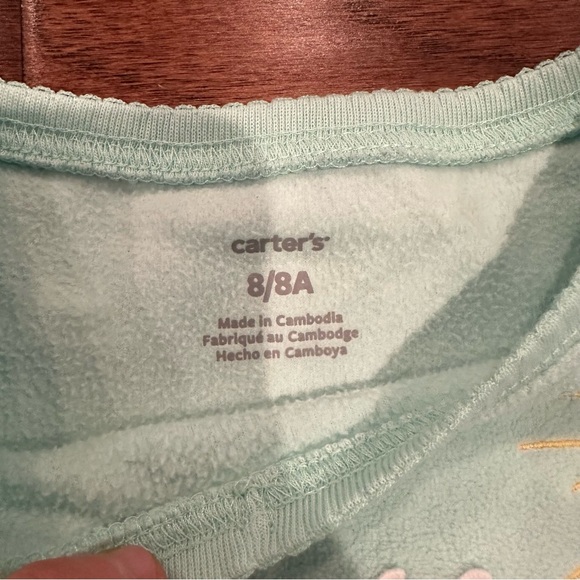 carter's
8/8A
Made in Cambodia
Fabriqué au Cambodge
Hecho en Camboya